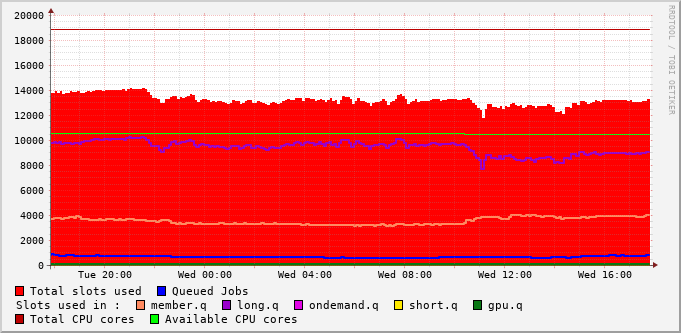 20000
18000
16000
14000
12000
10000
8000
6000
4000
2000
0
Tue 20:00 Wed 00:00 Wed 04:00 Wed 08:00 Wed 12:00 Wed 16:00
RRDTOOL / TOBI OETIKER
Total slots used Queued Jobs
Slots used in : member.q long.q ondemand.q short.q gpu.q
Total CPU cores Available CPU cores